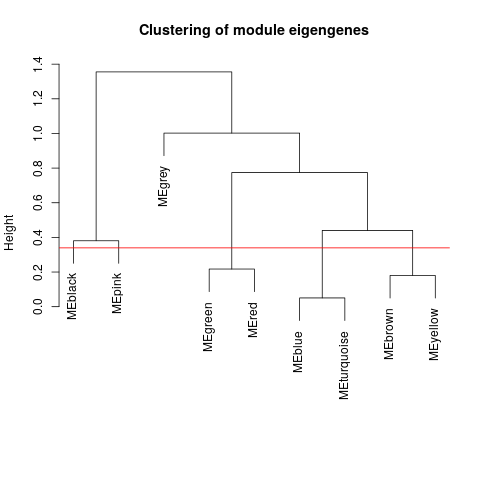 Clustering of module eigengenes
Height
1.4
1.2
1.0
0.8
0.6
0.4
0.2
0.0
MEblack
MEpink
MEgrey
MEgreen
MEred
MEblue
MEturquoise
MEbrown
MEyellow